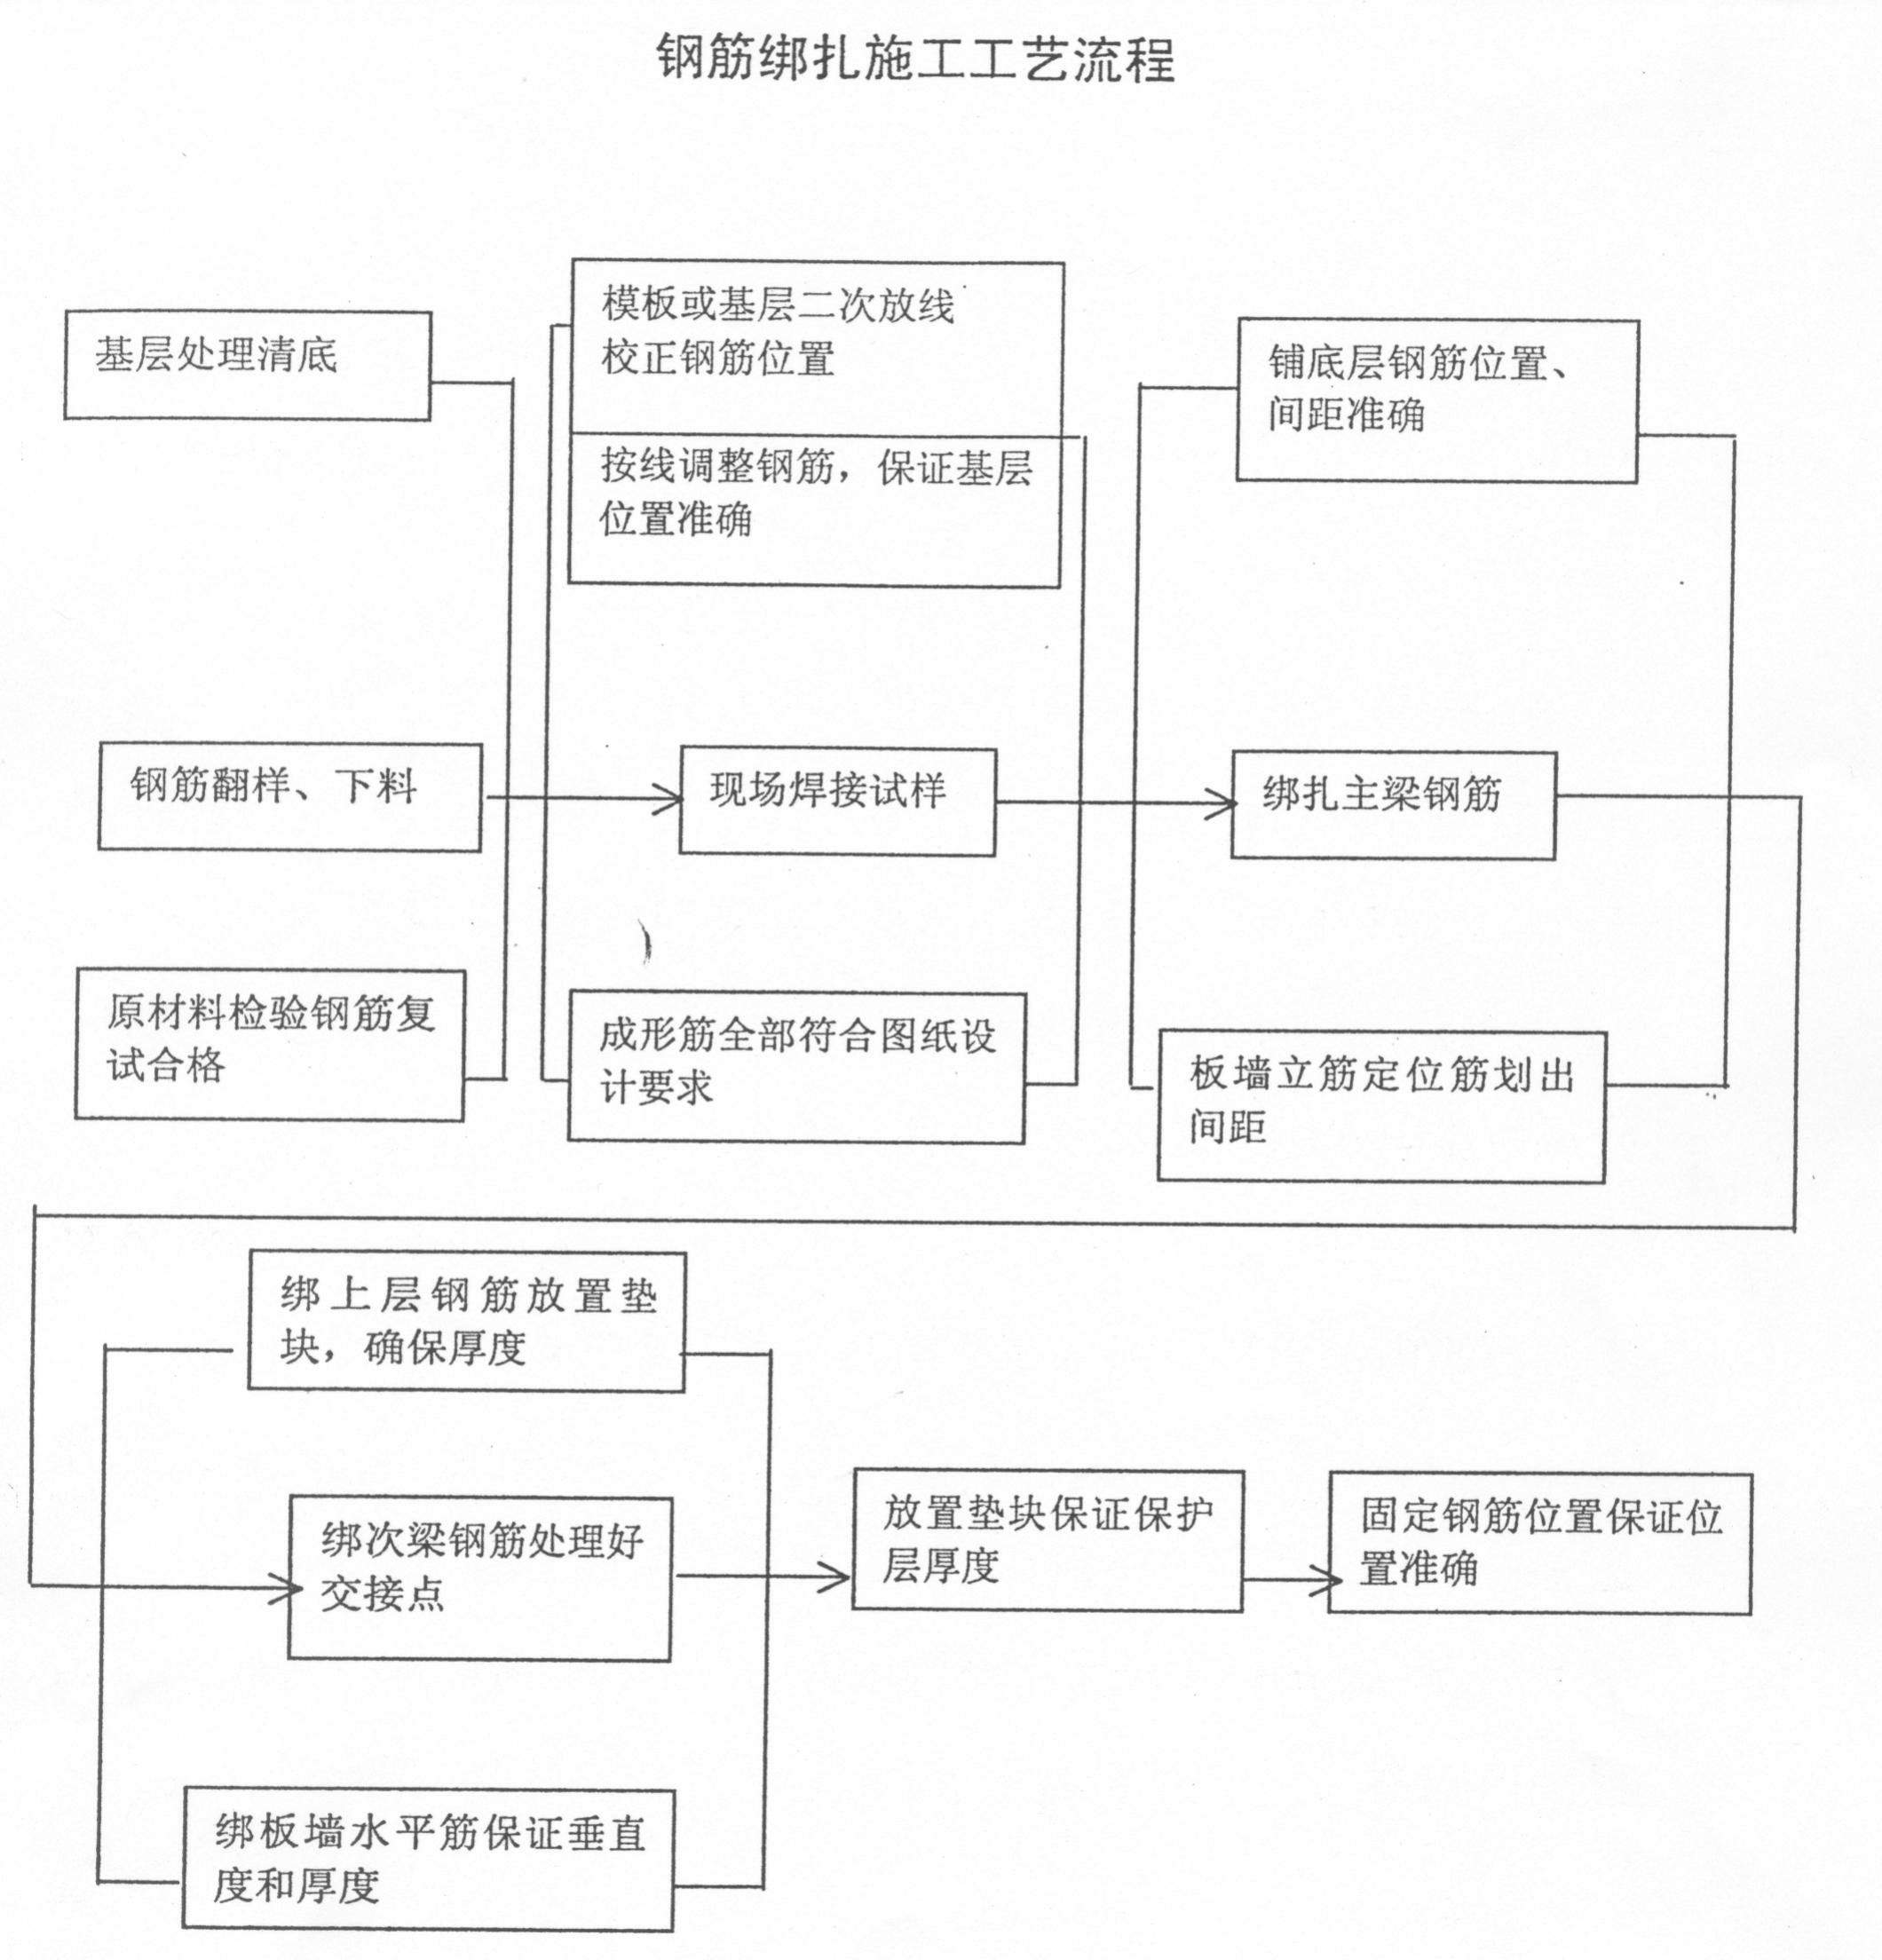 钢筋绑扎施工工艺流程
基层处理清底
模板或基层二次放线
校正钢筋位置
按线调整钢筋，保证基层
位置准确
铺底层钢筋位置、
间距准确
钢筋翻样、下料
现场焊接试样
绑扎主梁钢筋
原材料检验钢筋复
试合格
成形筋全部符合图纸设
计要求
板墙立筋定位筋划出
间距
绑上层钢筋放置垫
块，确保厚度
绑次梁钢筋处理好
交接点
放置垫块保证保护
层厚度
固定钢筋位置保证位
置准确
绑板墙水平筋保证垂直
度和厚度